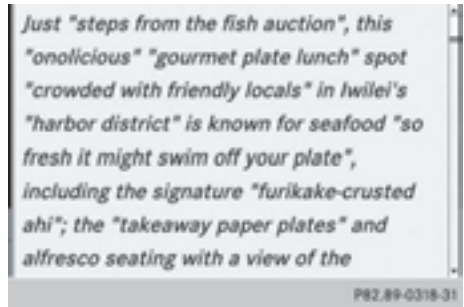 Just "steps from the fish auction", this
"onolicious" "gourmet plate lunch" spot
"crowded with friendly locals" in Iwilei's
"harbor district" is known for seafood "so
fresh it might swim off your plate",
including the signature "furikake-crusted
ahi"; the "takeaway paper plates" and
alfresco seating with a view of the
P82.89-0318-31